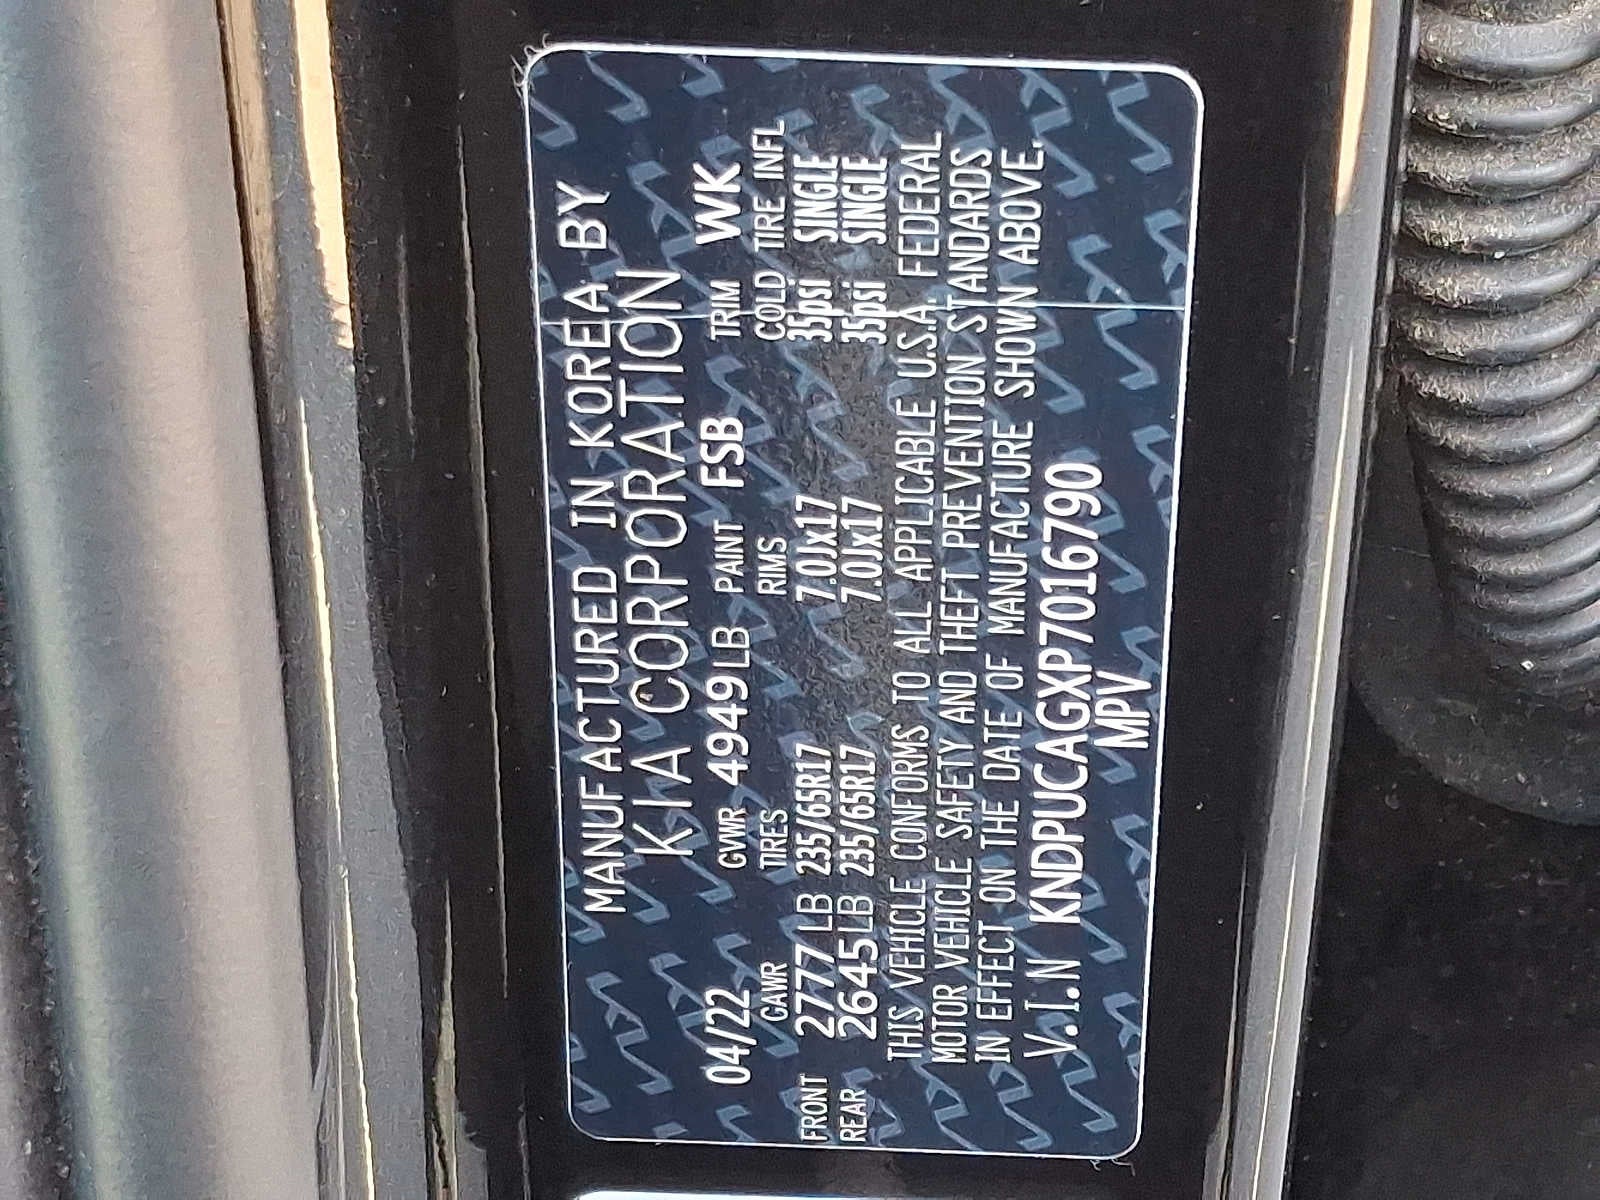 MANUFACTURED IN KOREA BY
KIA CORPORATION
04/22 GVWR 4949LB PAINT FSB TRIM WK
GAWR TIRES RIMS COLD TIRE INFL
FRONT 2777LB 235/65R17 7.0Jx17 35psi SINGLE
REAR 2645LB 235/65R17 7.0Jx17 35psi SINGLE
THIS VEHICLE CONFORMS TO ALL APPLICABLE U.S.A. FEDERAL
MOTOR VEHICLE SAFETY AND THEFT PREVENTION STANDARDS
IN EFFECT ON THE DATE OF MANUFACTURE SHOWN ABOVE.
V.I.N KNDPUCAGXP7016790
MPV